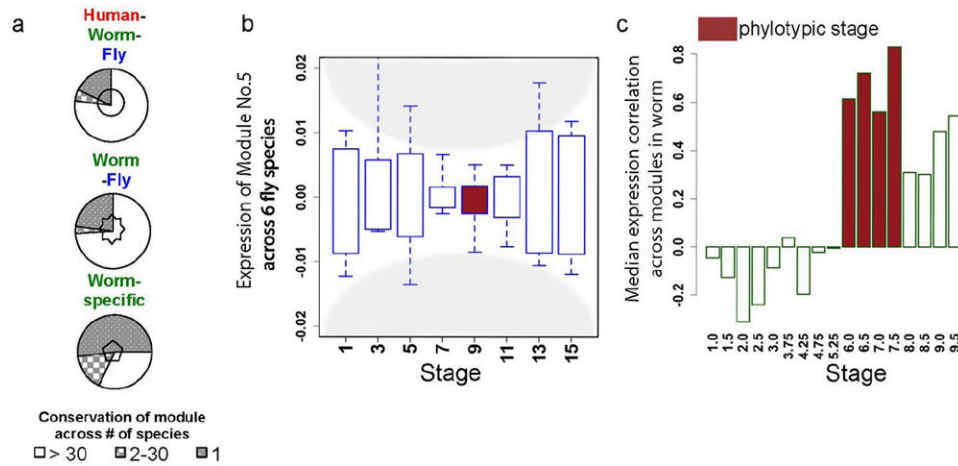 a
Human-
Worm-
Fly
Worm
-Fly
Worm-
specific
Conservation of module
across # of species
> 30 2-30 1
b
Expression of Module No.5
across 6 fly species
0.02
0.01
0.00
-0.01
-0.02
1 3 5 7 9 11 13 15
Stage
c
phylotypic stage
Median expression correlation
across modules in worm
0.8
0.6
0.4
0.2
0.0
-0.2
1.0 1.5 2.0 2.5 3.0 3.75 4.25 4.75 5.25 6.0 6.5 7.0 7.5 8.0 8.5 9.0 9.5
Stage